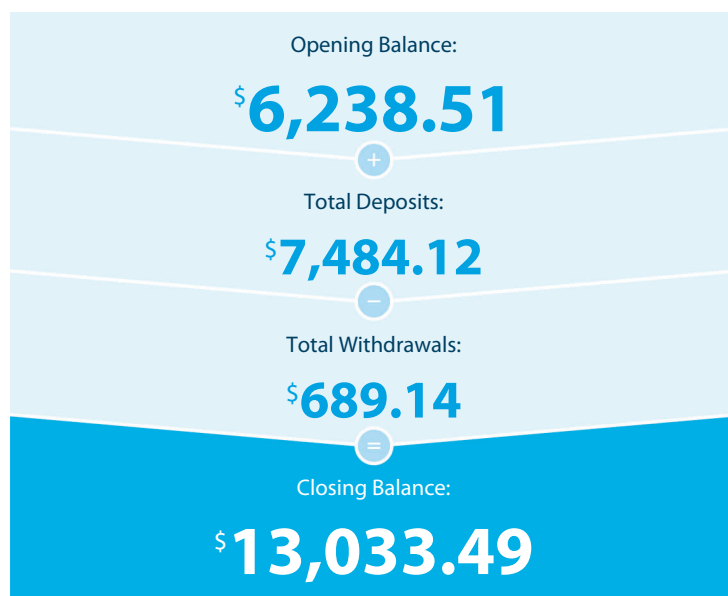 Opening Balance:
$6,238.51
+
Total Deposits:
$7,484.12
−
Total Withdrawals:
$689.14
=
Closing Balance:
$13,033.49